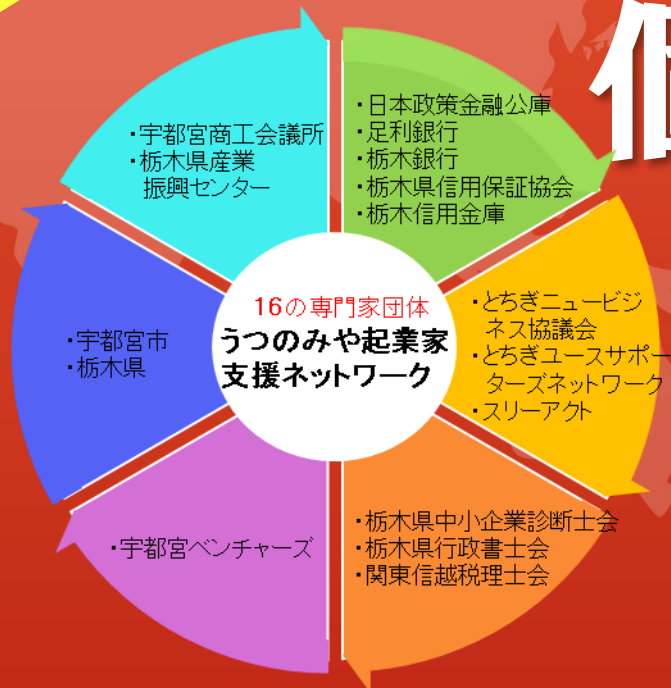 ・宇都宮商工会議所
・栃木県産業
振興センター
・日本政策金融公庫
・足利銀行
・栃木銀行
・栃木県信用保証協会
・栃木信用金庫
・とちぎニュービジ
ネス協議会
・とちぎユースサポー
ターズネットワーク
・スリーアクト
・栃木県中小企業診断士会
・栃木県行政書士会
・関東信越税理士会
・宇都宮ベンチャーズ
・宇都宮市
・栃木県
16の専門家団体
うつのみや起業家
支援ネットワーク